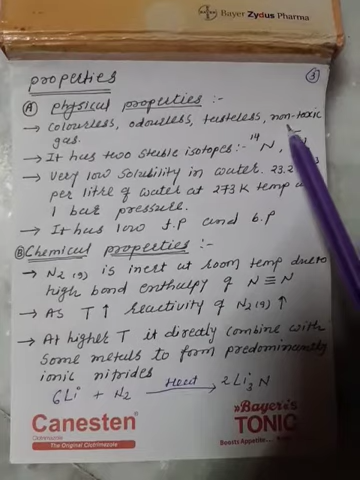 Bayer Zydus Pharma
properties
(3)
(A) Physical properties :-
→ Colourless, odourless, tasteless, non-toxic
gas.
→ It has two stable isotopes:- ¹⁴N,
→ Very low solubility in water. 23.2
per litre of water at 273K temp
1 bar pressure.
→ It has low f.p and b.p
(B) Chemical properties :-
→ N₂(g) is inert at room temp due to
high bond enthalpy of N≡N
→ As T↑ reactivity of N₂(g) ↑
→ At higher T it directly combine with
some metals to form predominantly
ionic nitrides
6Li + N₂ Heat→ 2Li₃N
Canesten®
Clotrimazole
The Original Clotrimazole
»Bayer's
TONIC
Boosts Appetite....